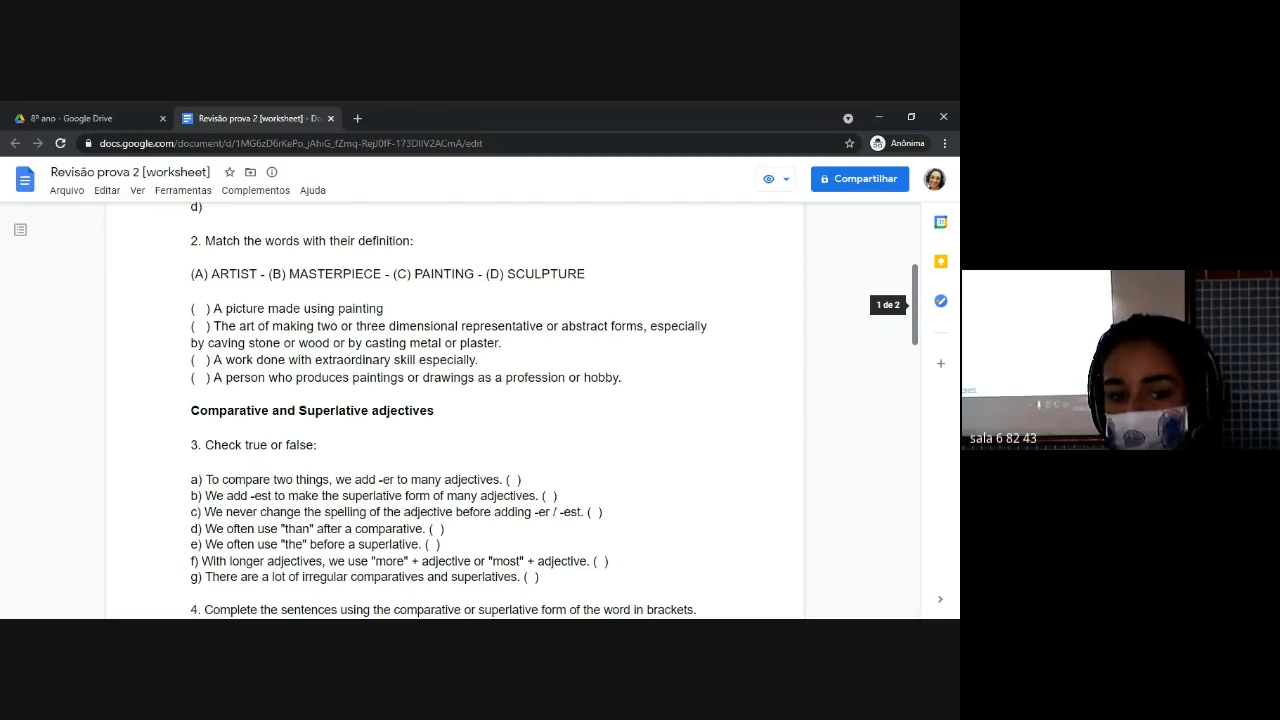 8º ano - Google Drive
Revisão prova 2 [worksheet] - Do
docs.google.com/document/d/1MG6zD6rKePo_jAhiG_fZmq-RejJ0fF-173DIIV2ACmA/edit
Anônima
Revisão prova 2 [worksheet]
Arquivo Editar Ver Ferramentas Complementos Ajuda
Compartilhar
d)
2. Match the words with their definition:
(A) ARTIST - (B) MASTERPIECE - (C) PAINTING - (D) SCULPTURE
1 de 2
( ) A picture made using painting
( ) The art of making two or three dimensional representative or abstract forms, especially
by caving stone or wood or by casting metal or plaster.
( ) A work done with extraordinary skill especially.
( ) A person who produces paintings or drawings as a profession or hobby.
Comparative and Superlative adjectives
3. Check true or false:
a) To compare two things, we add -er to many adjectives. ( )
b) We add -est to make the superlative form of many adjectives. ( )
c) We never change the spelling of the adjective before adding -er / -est. ( )
d) We often use "than" after a comparative. ( )
e) We often use "the" before a superlative. ( )
f) With longer adjectives, we use "more" + adjective or "most" + adjective. ( )
g) There are a lot of irregular comparatives and superlatives. ( )
4. Complete the sentences using the comparative or superlative form of the word in brackets.
sala 6 82 43